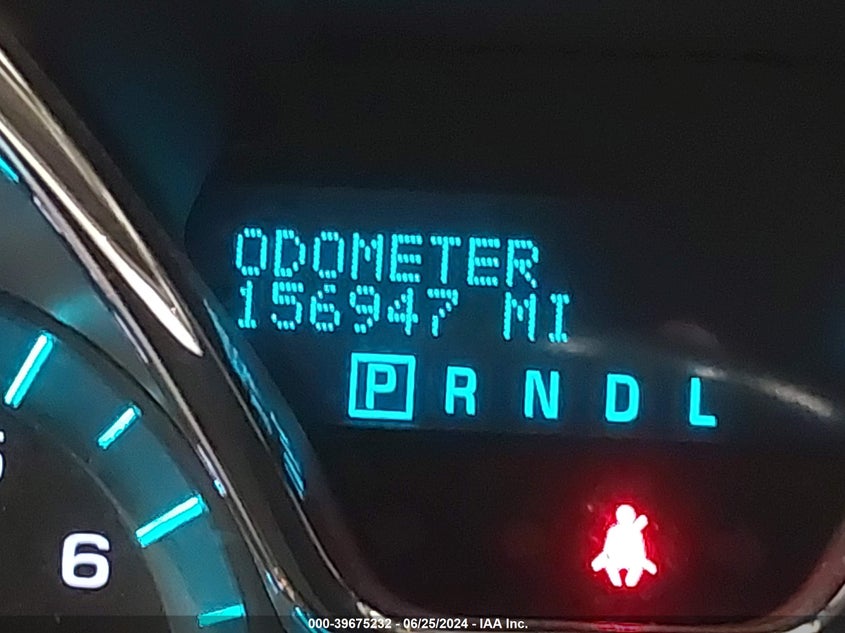 ODOMETER
156947 MI
P R N D L
6
000-39675232 - 06/25/2024 - IAA Inc.